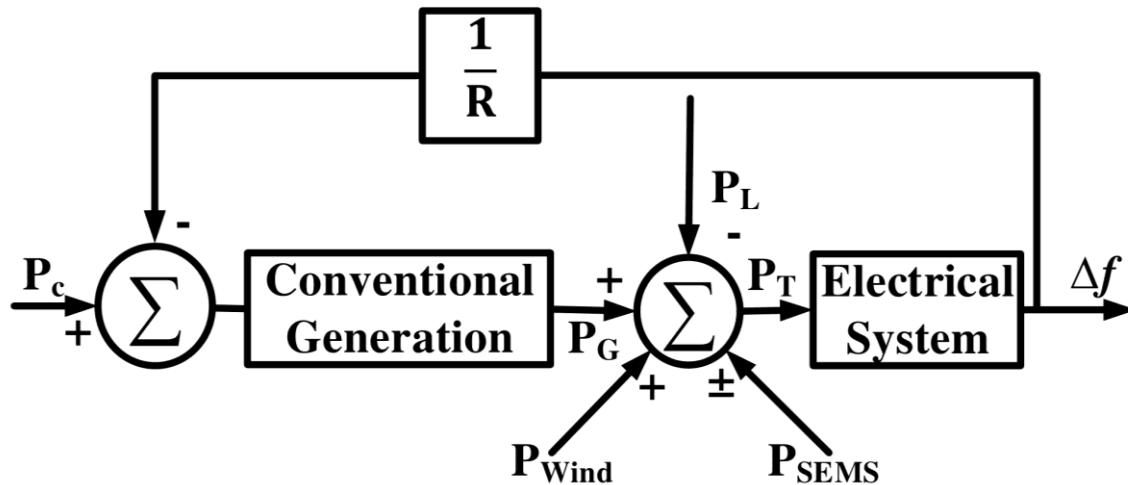 1
R
P_L
-
-
P_c
+
∑
Conventional
Generation
+
P_G
∑
P_T
Electrical
System
Δf
+
±
P_Wind
P_SEMS